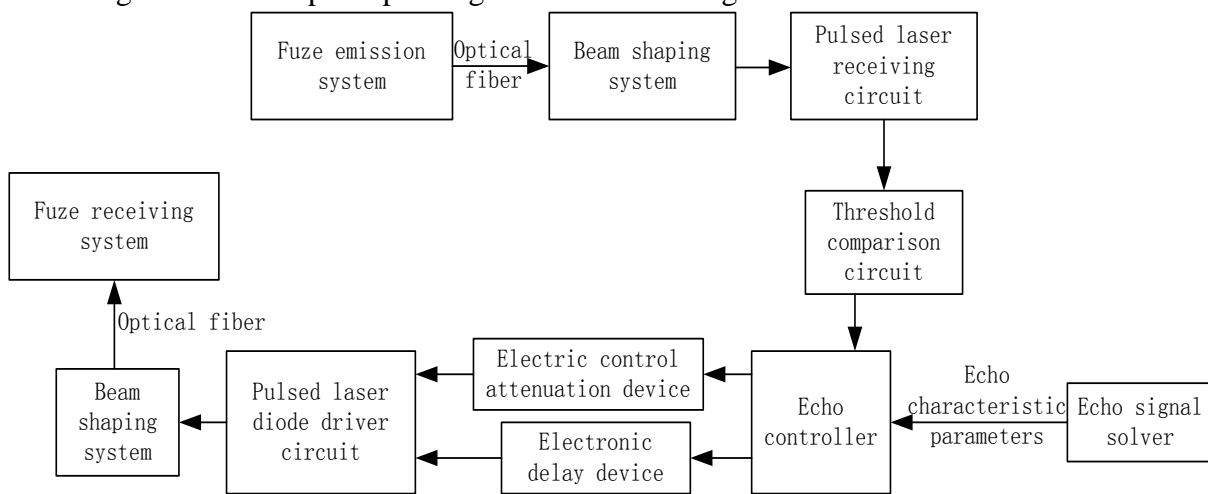 Fuze emission
system
Optical
fiber
Beam shaping
system
Pulsed laser
receiving
circuit
Fuze receiving
system
Threshold
comparison
circuit
Optical fiber
Beam
shaping
system
Pulsed laser
diode driver
circuit
Electric control
attenuation device
Electronic
delay device
Echo
controller
Echo
characteristic
parameters
Echo signal
solver